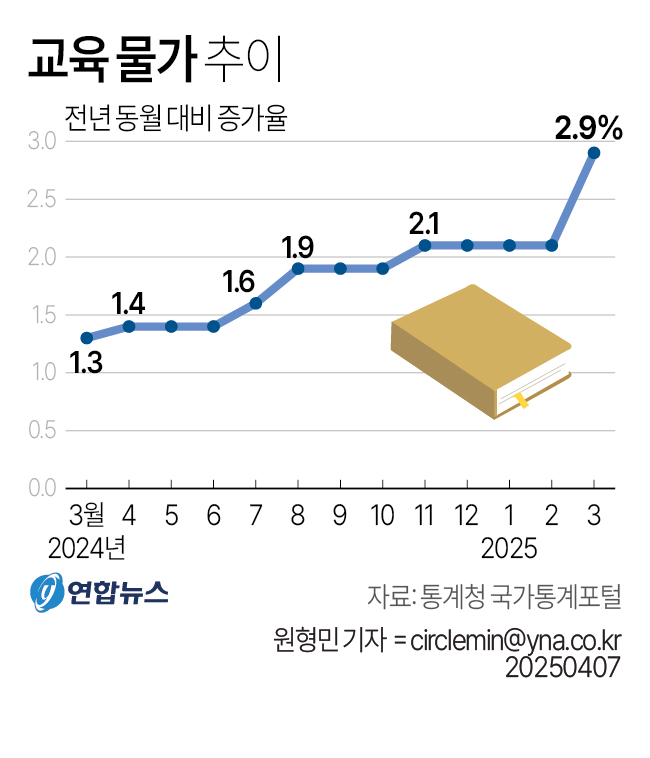 교육 물가 추이
전년 동월 대비 증가율
3.0
2.5
2.0
1.5
1.0
0.5
0.0
1.3
1.4
1.6
1.9
2.1
2.9%
3월 4 5 6 7 8 9 10 11 12 1 2 3
2024년 2025
y 연합뉴스
자료: 통계청 국가통계포털
원형민 기자 = circlemin@yna.co.kr
20250407